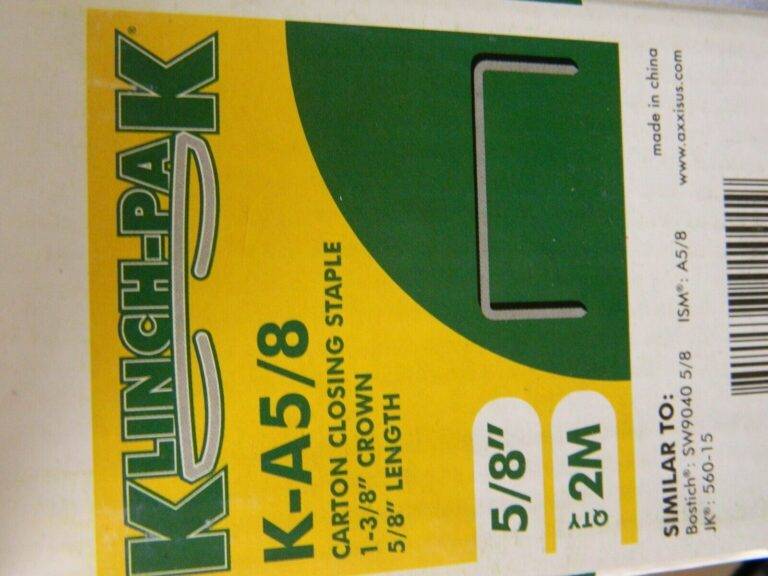 KLINCH-PAK®
K-A5/8
CARTON CLOSING STAPLE
1-3/8" CROWN
5/8" LENGTH
5/8"
2M
SIMILAR TO:
Bostich®: SW9040 5/8 ISM®: A5/8
JK®: 560-15
made in china
www.axxisus.com